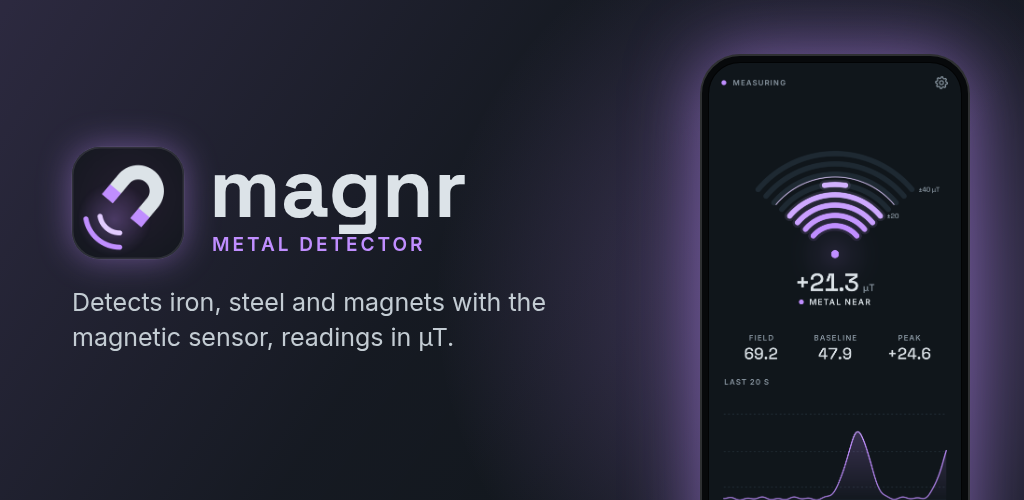 magnr
METAL DETECTOR
Detects iron, steel and magnets with the
magnetic sensor, readings in µT.
MEASURING
±40 µT
±20
+21.3 µT
METAL NEAR
FIELD BASELINE PEAK
69.2 47.9 +24.6
LAST 20 S